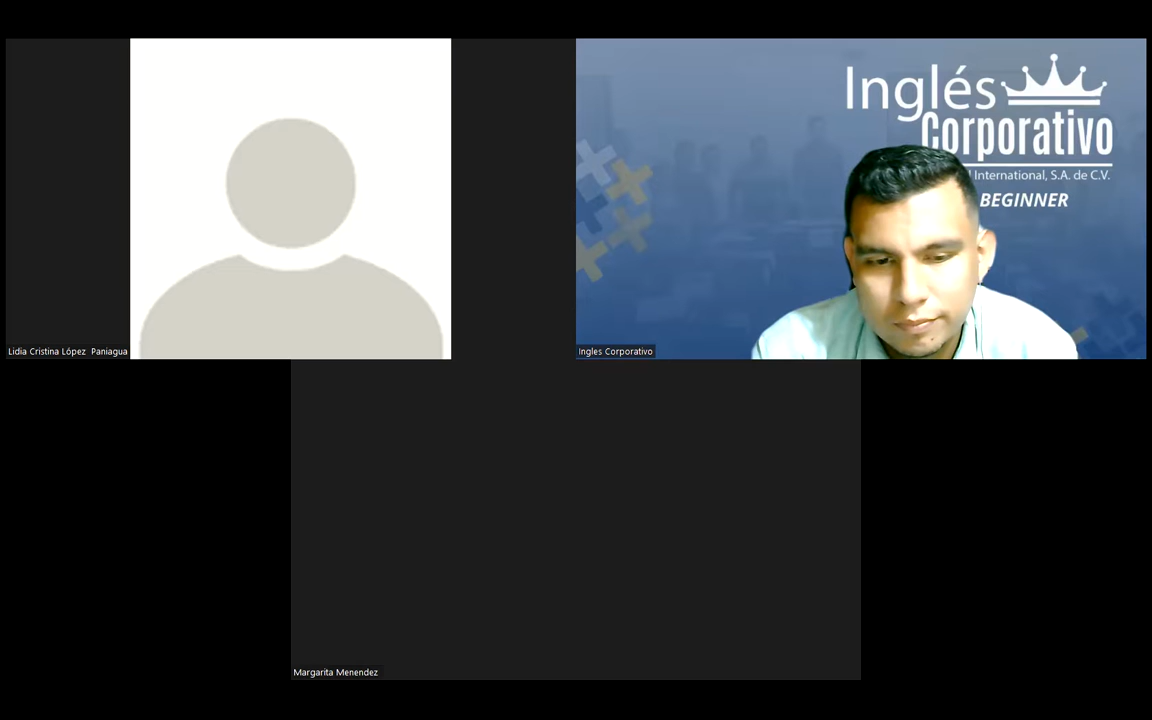 Inglés
Corporativo
l International, S.A. de C.V.
BEGINNER
Lidia Cristina López Paniagua
Ingles Corporativo
Margarita Menendez